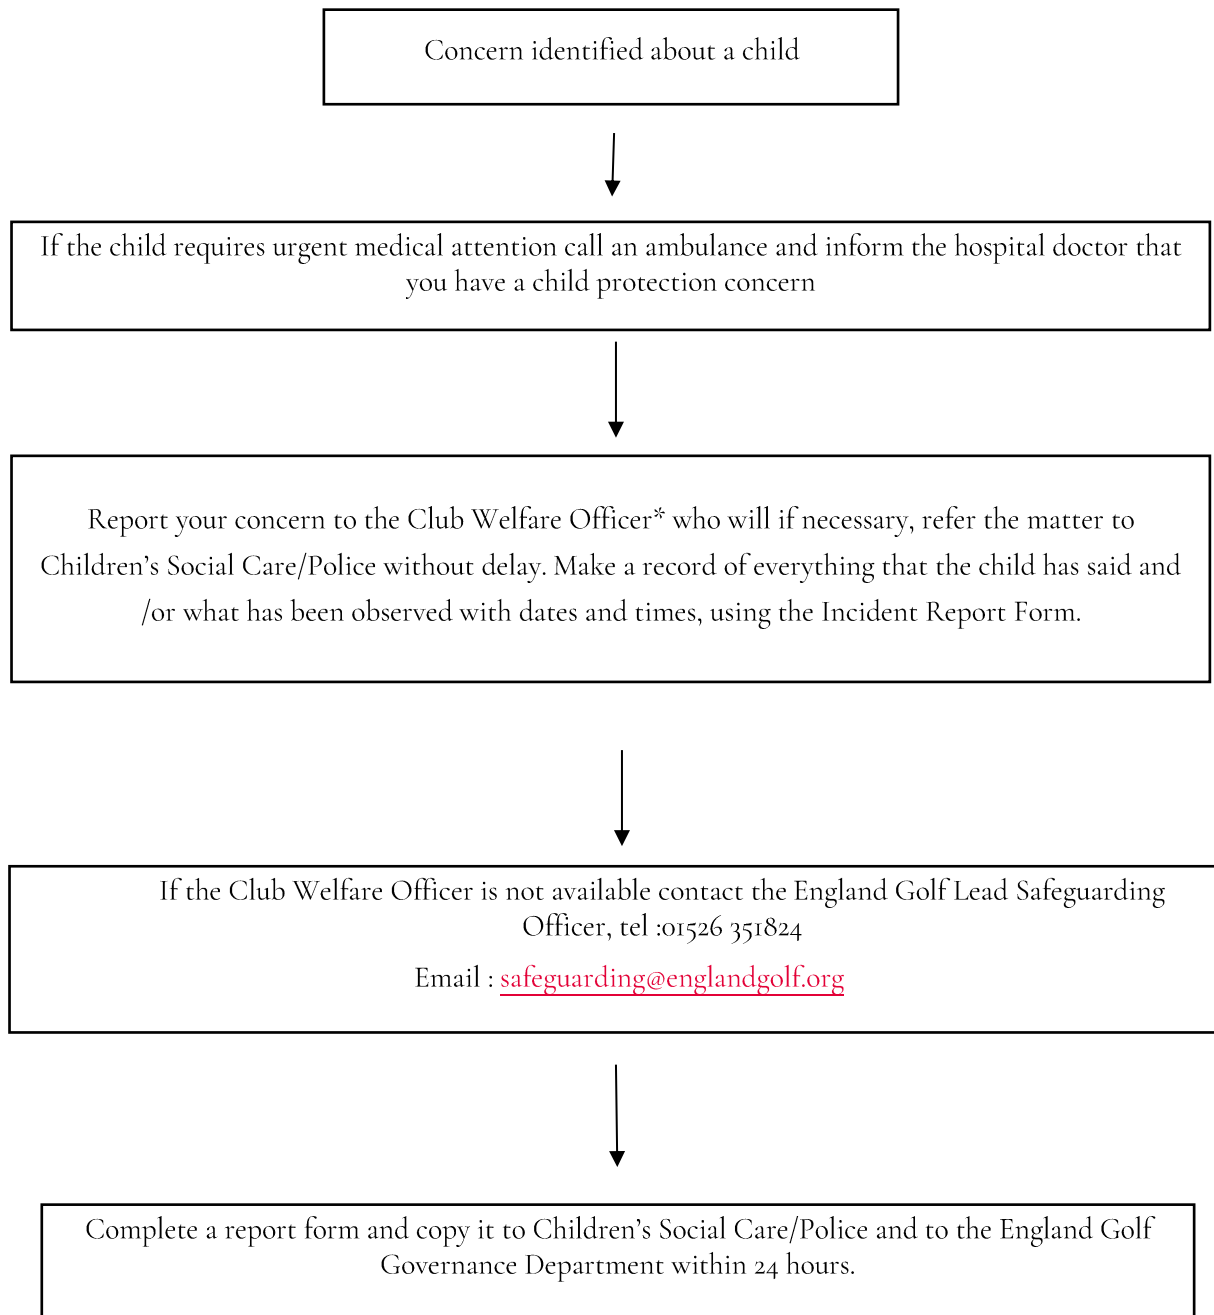 Concern identified about a child
If the child requires urgent medical attention call an ambulance and inform the hospital doctor that
you have a child protection concern
Report your concern to the Club Welfare Officer* who will if necessary, refer the matter to
Children’s Social Care/Police without delay. Make a record of everything that the child has said and
/or what has been observed with dates and times, using the Incident Report Form.
If the Club Welfare Officer is not available contact the England Golf Lead Safeguarding
Officer, tel :01526 351824
Email : safeguarding@englandgolf.org
Complete a report form and copy it to Children’s Social Care/Police and to the England Golf
Governance Department within 24 hours.